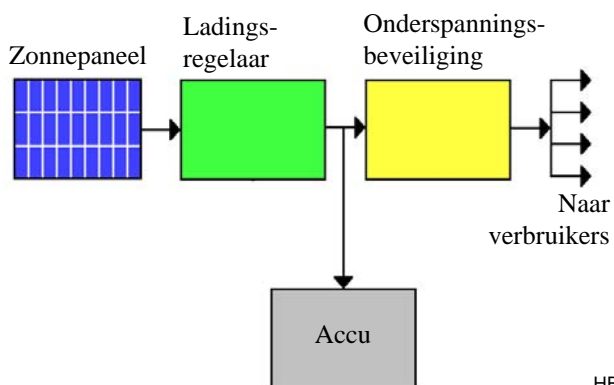 Zonnepaneel
Ladings-
regelaar
Onderspannings-
beveiliging
Naar
verbruikers
Accu